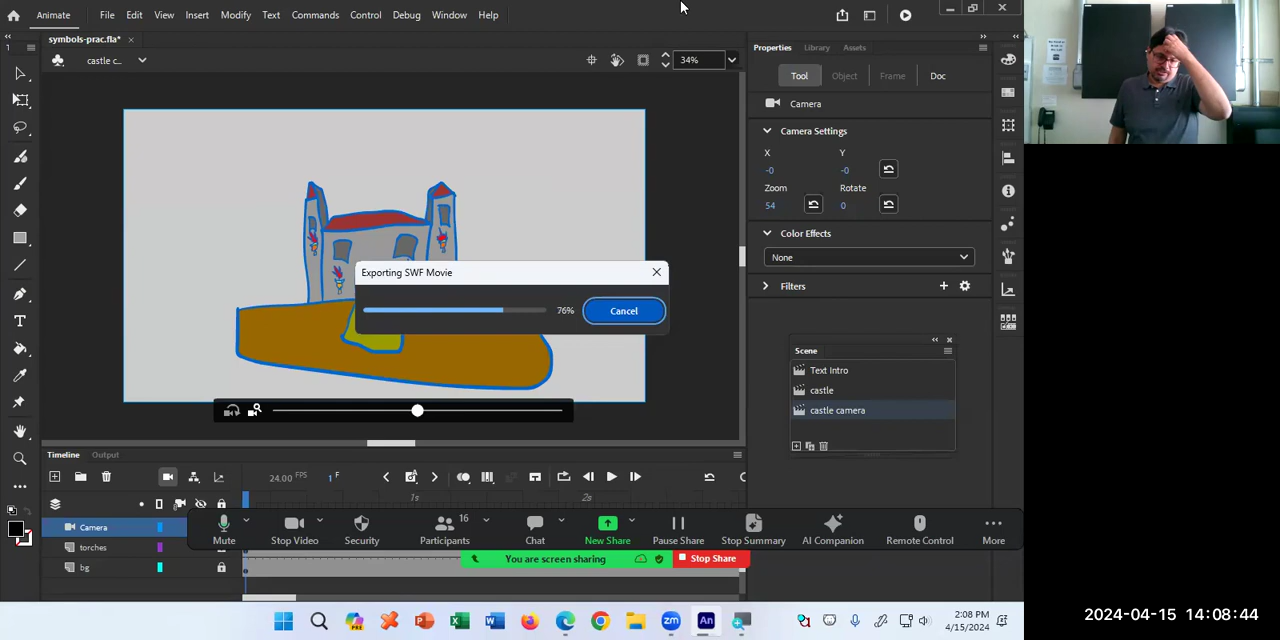 Animate File Edit View Insert Modify Text Commands Control Debug Window Help
symbols-prac.fla*
castle c... 34%
Properties Library Assets
Tool Object Frame Doc
Camera
Camera Settings
X Y
-0 -0
Zoom Rotate
54 0
Color Effects
None
Filters
Exporting SWF Movie
76% Cancel
Scene
Text Intro
castle
castle camera
Timeline Output
24.00 FPS 1 F
1s 2s
Camera
torches
bg
16
Mute Stop Video Security Participants Chat New Share Pause Share Stop Summary AI Companion Remote Control More
You are screen sharing Stop Share
2:08 PM
4/15/2024
2024-04-15 14:08:44